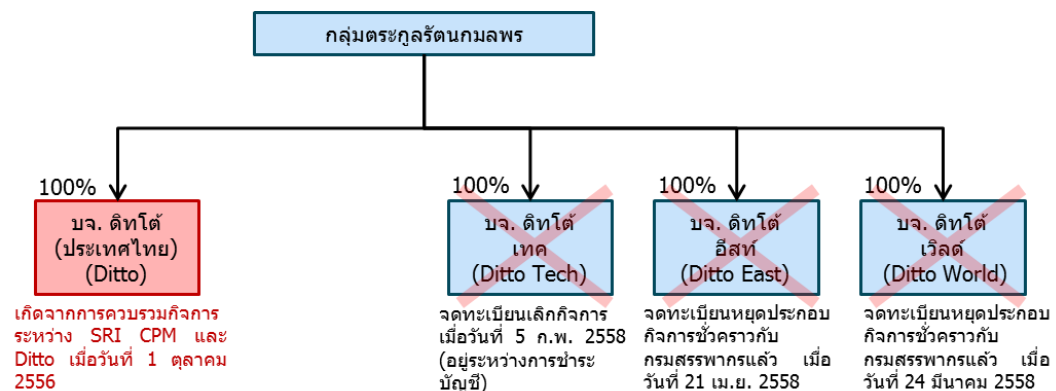 กลุ่มตระกูลรัตนกมลพร
100%
100%
100%
100%
บจ. ดิทโต้
(ประเทศไทย)
(Ditto)
บจ. ดิทโต้
เทค
(Ditto Tech)
บจ. ดิทโต้
อีสท์
(Ditto East)
บจ. ดิทโต้
เวิลด์
(Ditto World)
เกิดจากการควบรวมกิจการ
ระหว่าง SRI CPM และ
Ditto เมื่อวันที่ 1 ตุลาคม
2556
จดทะเบียนเลิกกิจการ
เมื่อวันที่ 5 ก.พ. 2558
(อยู่ระหว่างการชำระ
บัญชี)
จดทะเบียนหยุดประกอบ
กิจการชั่วคราวกับ
กรมสรรพากรแล้ว เมื่อ
วันที่ 21 เม.ย. 2558
จดทะเบียนหยุดประกอบ
กิจการชั่วคราวกับ
กรมสรรพากรแล้ว เมื่อ
วันที่ 24 มีนาคม 2558